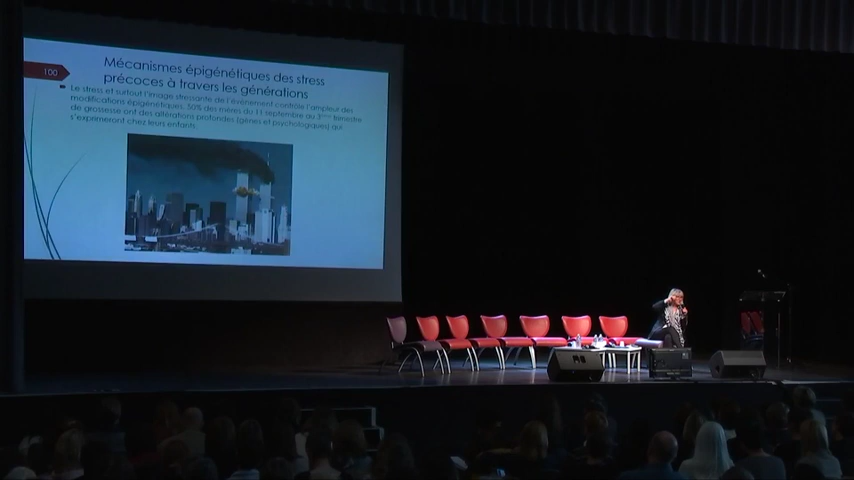 100
Mécanismes épigénétiques des stress
précoces à travers les générations
Le stress et surtout l'image stressante de l'événement contrôle l'ampleur des
modifications épigénétiques. 50% des mères du 11 septembre au 3ème trimestre
de grossesse ont des altérations profondes (gènes et psychologiques) qui
s'exprimeront chez leurs enfants